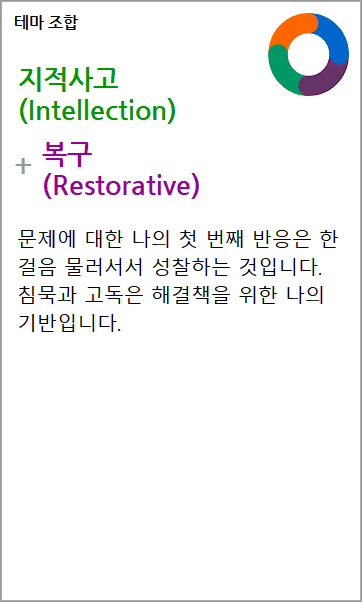 테마 조합
지적사고
(Intellection)
+ 복구
(Restorative)
문제에 대한 나의 첫 번째 반응은 한
걸음 물러서서 성찰하는 것입니다.
침묵과 고독은 해결책을 위한 나의
기반입니다.